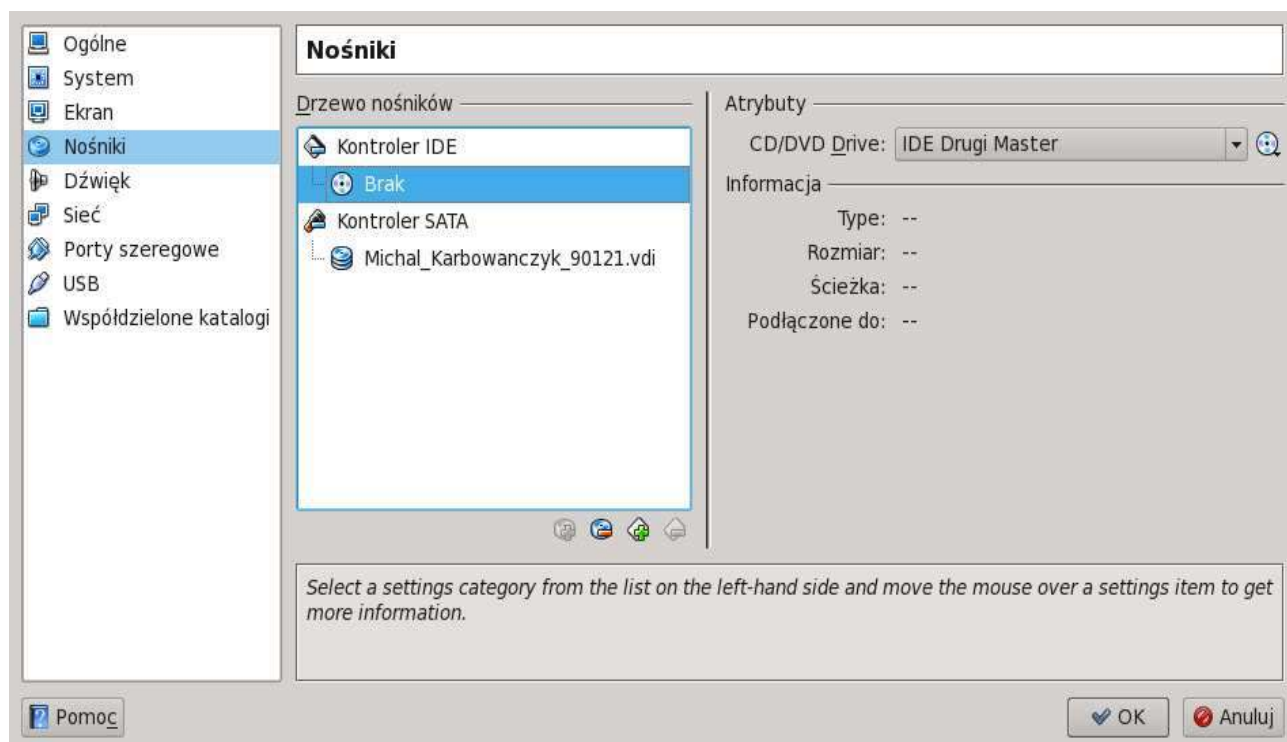 Ogólne
System
Ekran
Nośniki
Dźwięk
Sieć
Porty szeregowe
USB
Współdzielone katalogi
Nośniki
Drzewo nośników
Kontroler IDE
Brak
Kontroler SATA
Michal_Karbowanczyk_90121.vdi
Atrybuty
CD/DVD Drive: IDE Drugi Master
Informacja
Type: --
Rozmiar: --
Ścieżka: --
Podłączone do: --
Select a settings category from the list on the left-hand side and move the mouse over a settings item to get
more information.
Pomoc
OK
Anuluj